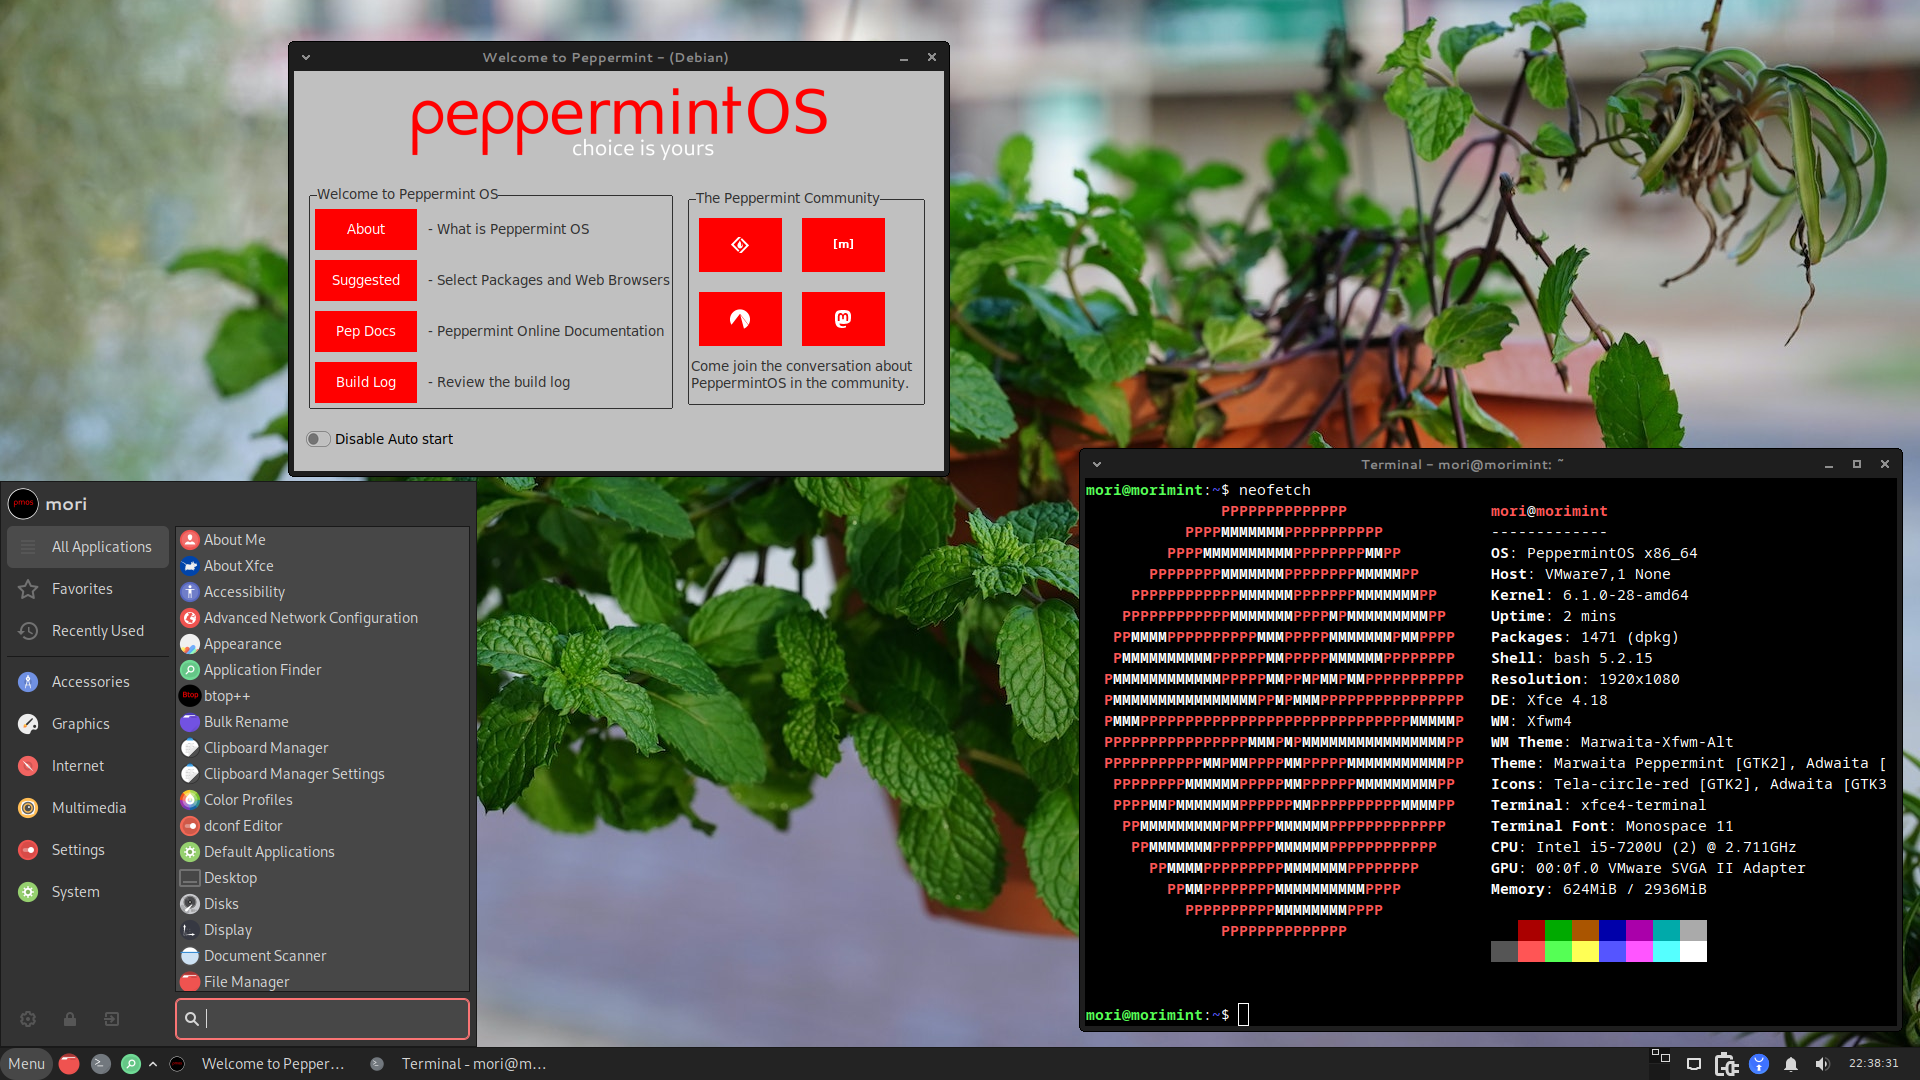 Welcome to Peppermint - (Debian)
peppermintOS
choice is yours
Welcome to Peppermint OS
About - What is Peppermint OS
Suggested - Select Packages and Web Browsers
Pep Docs - Peppermint Online Documentation
Build Log - Review the build log
The Peppermint Community
[m]
Come join the conversation about
PeppermintOS in the community.
Disable Auto start
mori
All Applications
Favorites
Recently Used
Accessories
Graphics
Internet
Multimedia
Settings
System
About Me
About Xfce
Accessibility
Advanced Network Configuration
Appearance
Application Finder
btop++
Bulk Rename
Clipboard Manager
Clipboard Manager Settings
Color Profiles
dconf Editor
Default Applications
Desktop
Disks
Display
Document Scanner
File Manager
Terminal - mori@morimint: ~
mori@morimint:~$ neofetch
mori@morimint
-------------
OS: PeppermintOS x86_64
Host: VMware7,1 None
Kernel: 6.1.0-28-amd64
Uptime: 2 mins
Packages: 1471 (dpkg)
Shell: bash 5.2.15
Resolution: 1920x1080
DE: Xfce 4.18
WM: Xfwm4
WM Theme: Marwaita-Xfwm-Alt
Theme: Marwaita Peppermint [GTK2], Adwaita [
Icons: Tela-circle-red [GTK2], Adwaita [GTK3
Terminal: xfce4-terminal
Terminal Font: Monospace 11
CPU: Intel i5-7200U (2) @ 2.711GHz
GPU: 00:0f.0 VMware SVGA II Adapter
Memory: 624MiB / 2936MiB
mori@morimint:~$
Menu
Welcome to Pepper...
Terminal - mori@m...
22:38:31